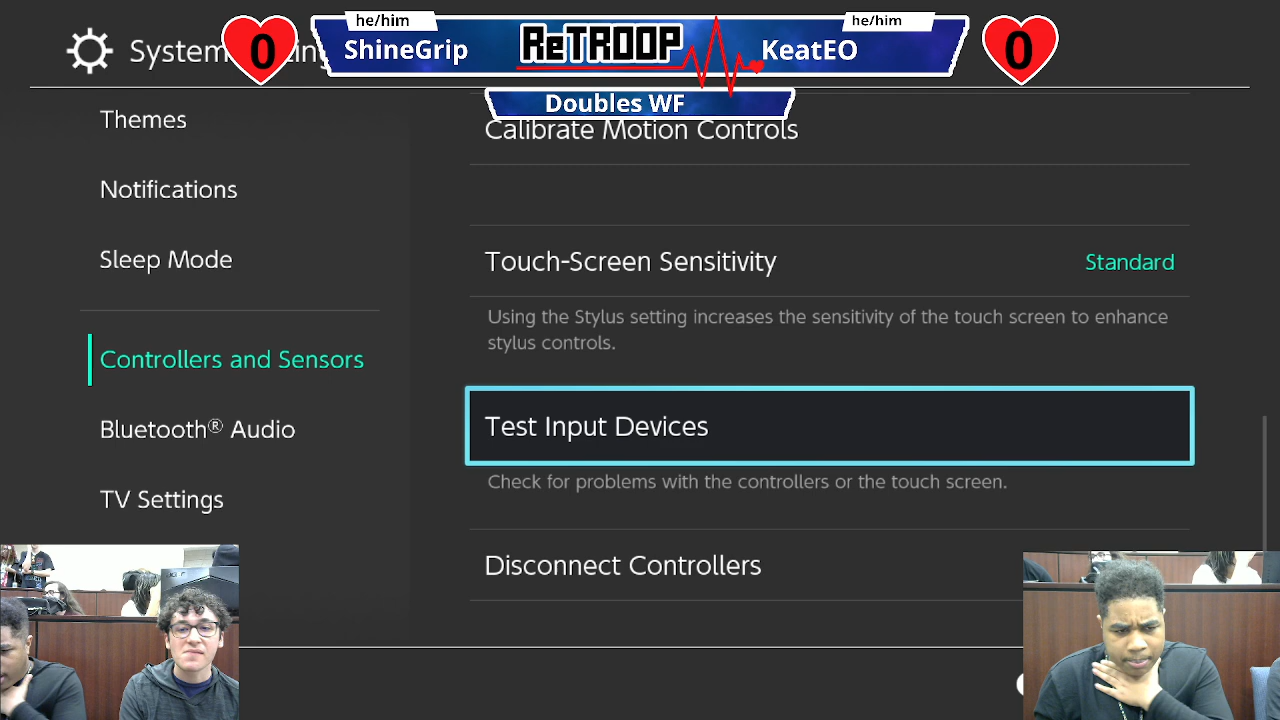 he/him
he/him
0
ShineGrip
ReTROOP
KeatEO
0
System
Doubles WF
Themes
Notifications
Sleep Mode
Controllers and Sensors
Bluetooth® Audio
TV Settings
Calibrate Motion Controls
Touch-Screen Sensitivity
Standard
Using the Stylus setting increases the sensitivity of the touch screen to enhance
stylus controls.
Test Input Devices
Check for problems with the controllers or the touch screen.
Disconnect Controllers